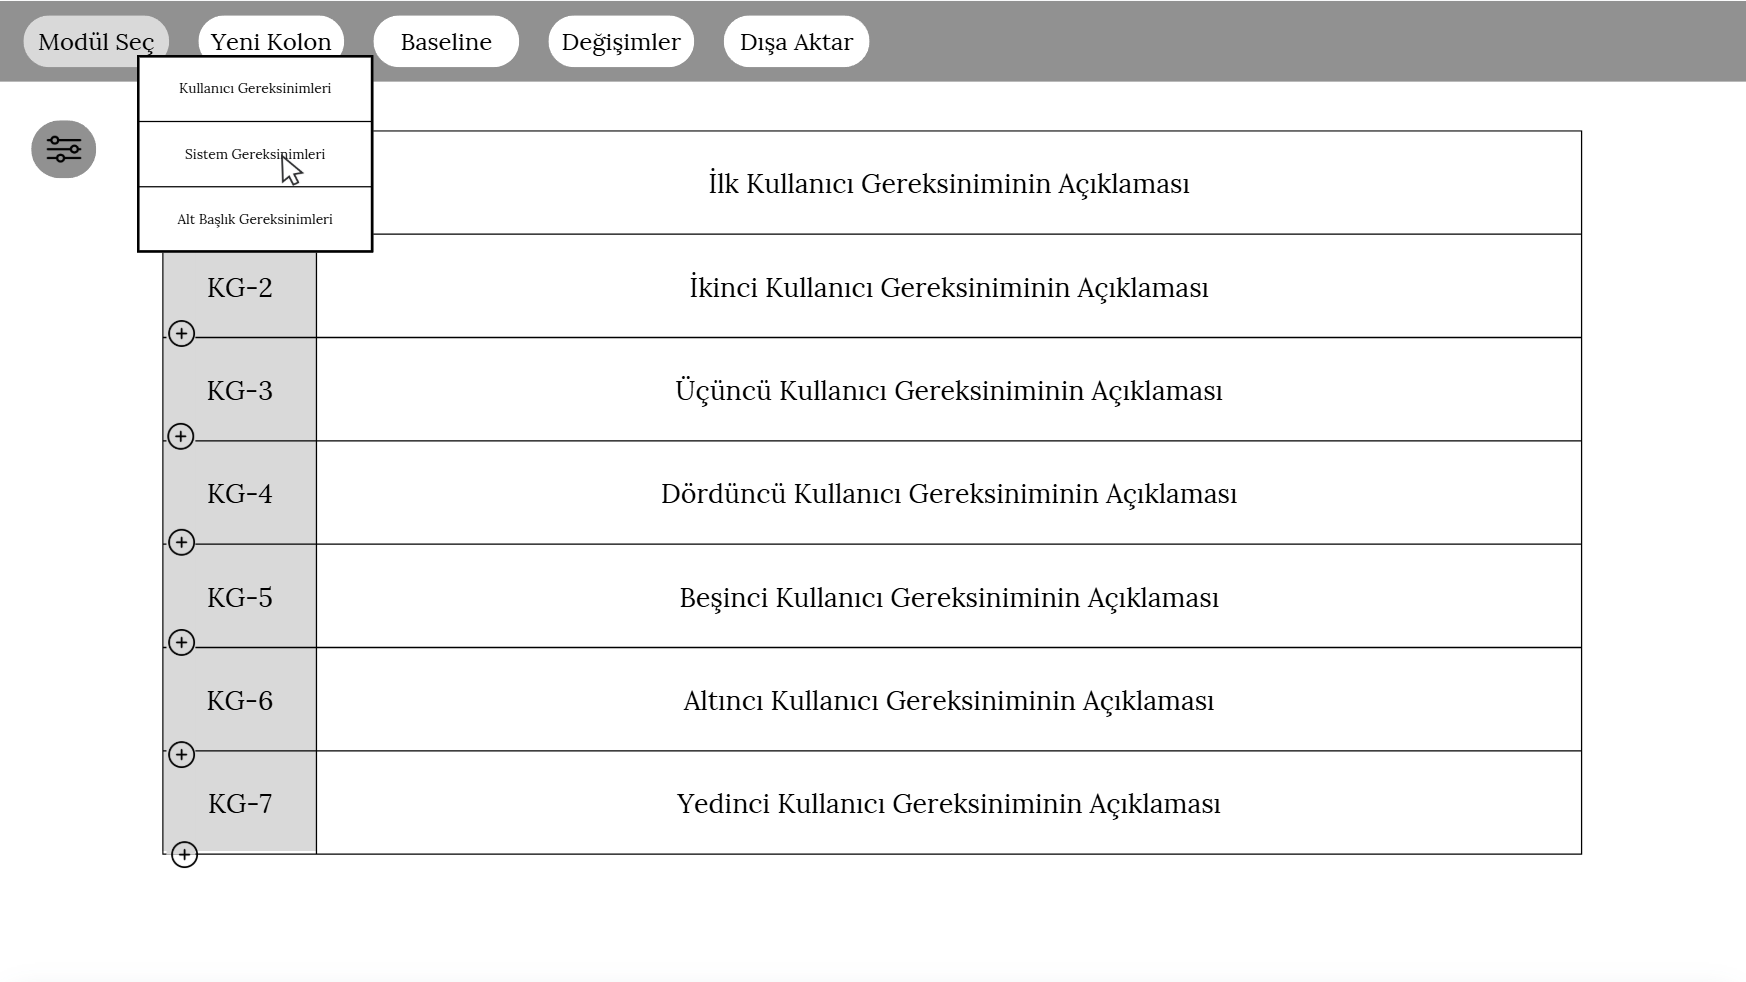 Modül Seç
Yeni Kolon
Baseline
Değişimler
Dışa Aktar
Kullanıcı Gereksinimleri
Sistem Gereksinimleri
Alt Başlık Gereksinimleri
İlk Kullanıcı Gereksiniminin Açıklaması
KG-2 İkinci Kullanıcı Gereksiniminin Açıklaması
KG-3 Üçüncü Kullanıcı Gereksiniminin Açıklaması
KG-4 Dördüncü Kullanıcı Gereksiniminin Açıklaması
KG-5 Beşinci Kullanıcı Gereksiniminin Açıklaması
KG-6 Altıncı Kullanıcı Gereksiniminin Açıklaması
KG-7 Yedinci Kullanıcı Gereksiniminin Açıklaması